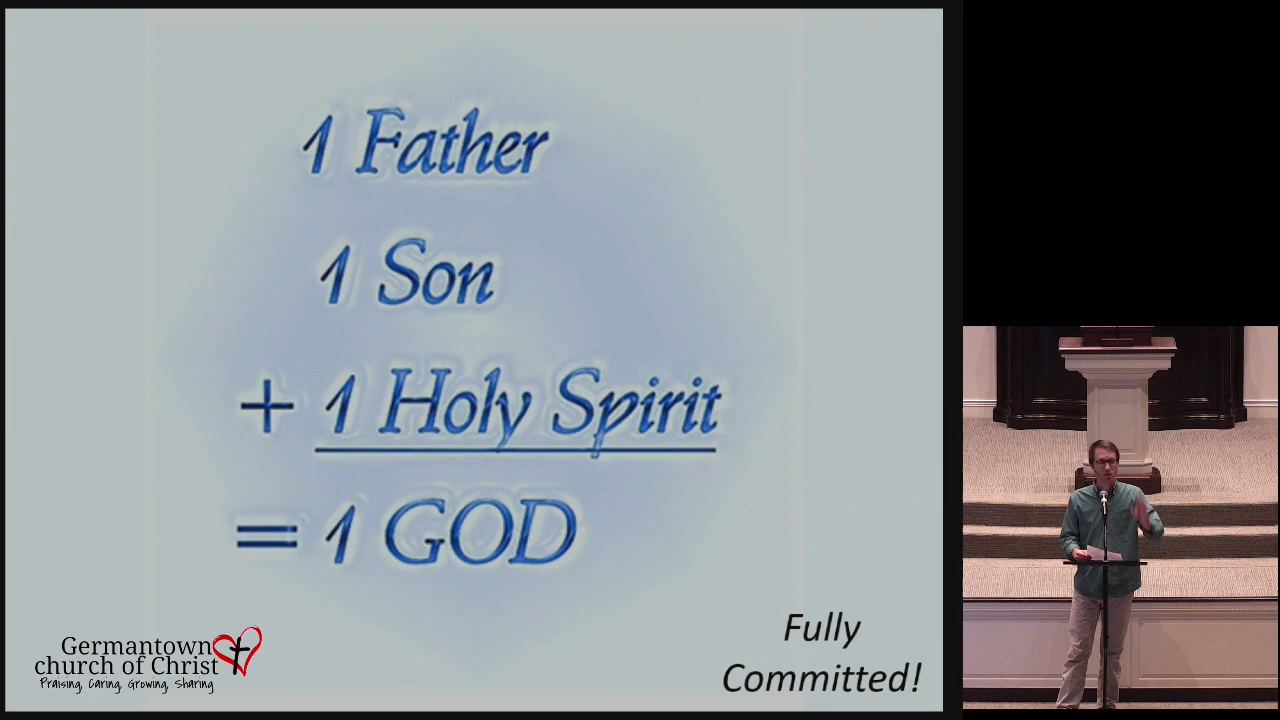 1 Father
1 Son
+ 1 Holy Spirit
= 1 GOD
Germantown
church of Christ
Praising, Caring, Growing, Sharing
Fully
Committed!